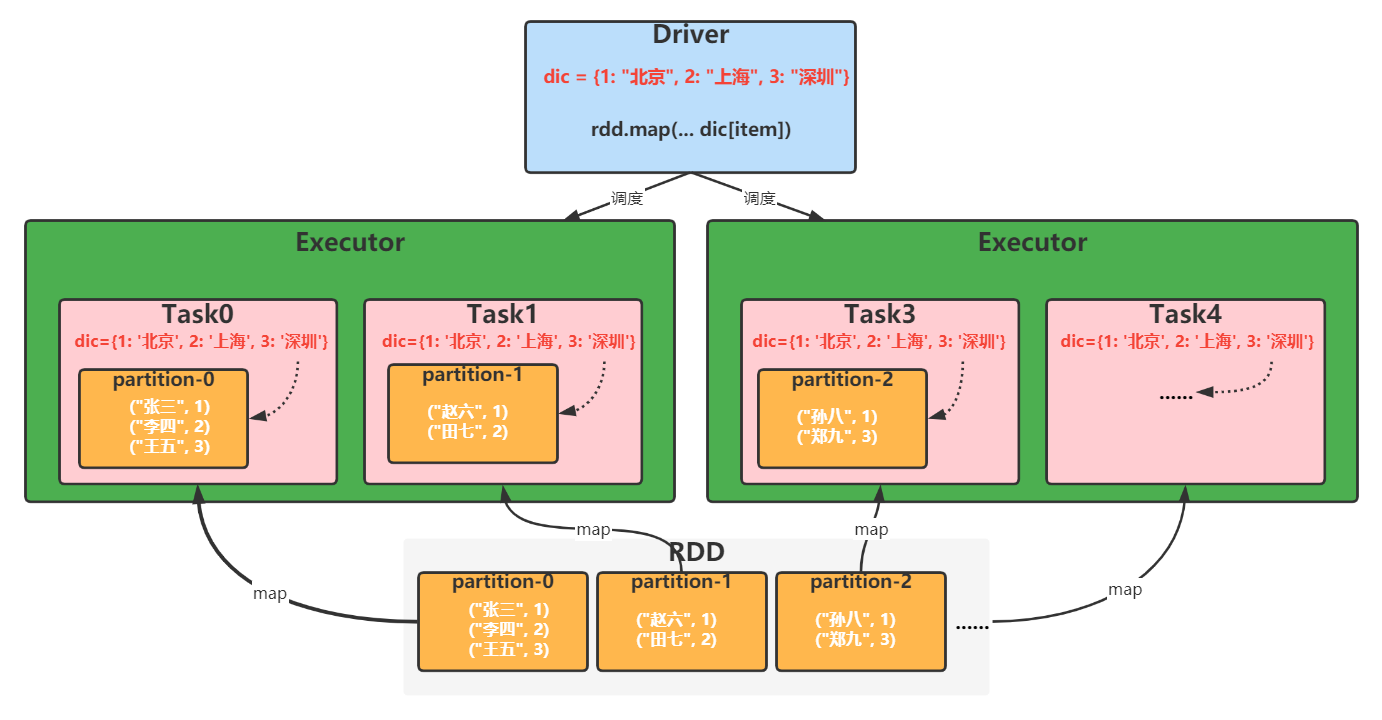 Driver
dic = {1: "北京", 2: "上海", 3: "深圳"}
rdd.map(... dic[item])
调度
调度
Executor
Task0
dic={1: '北京', 2: '上海', 3: '深圳'}
partition-0
("张三", 1)
("李四", 2)
("王五", 3)
Task1
dic={1: '北京', 2: '上海', 3: '深圳'}
partition-1
("赵六", 1)
("田七", 2)
Executor
Task3
dic={1: '北京', 2: '上海', 3: '深圳'}
partition-2
("孙八", 1)
("郑九", 3)
Task4
dic={1: '北京', 2: '上海', 3: '深圳'}
......
map
map
map
map
RDD
partition-0
("张三", 1)
("李四", 2)
("王五", 3)
partition-1
("赵六", 1)
("田七", 2)
partition-2
("孙八", 1)
("郑九", 3)
......